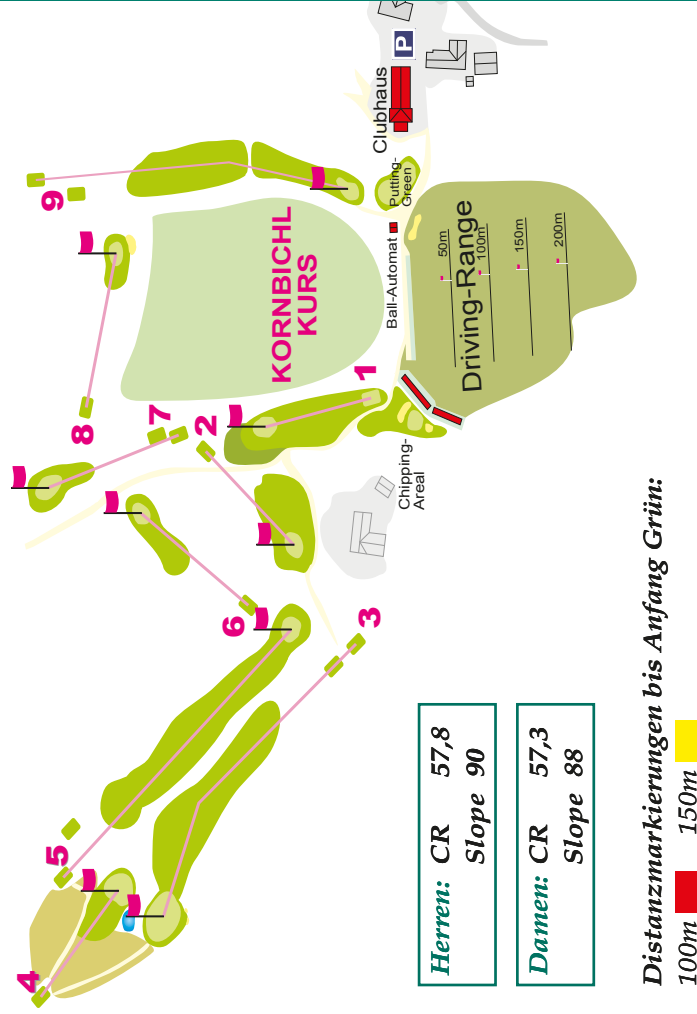 P
Clubhaus
Putting-
Green
Ball-Automat
Driving-Range
50m
100m
150m
200m
KORNBICHL
KURS
Chipping-
Areal
1
2
3
4
5
6
7
8
9
Herren: CR 57,8
Slope 90
Damen: CR 57,3
Slope 88
Distanzmarkierungen bis Anfang Grün:
100m 150m